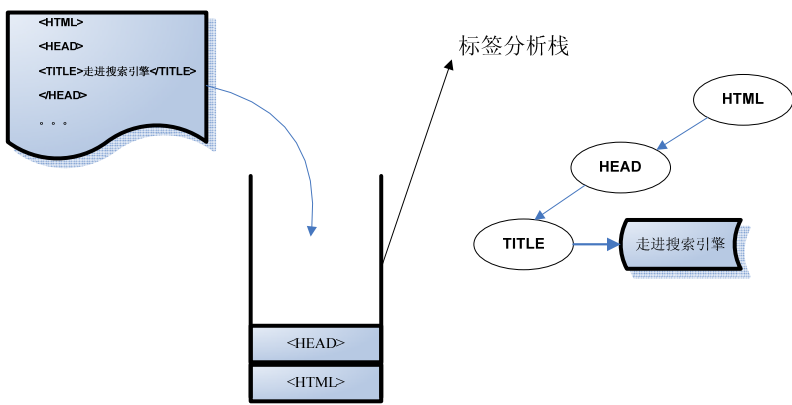 <HTML>
<HEAD>
<TITLE>走进搜索引擎</TITLE>
</HEAD>
。。。
标签分析栈
HTML
HEAD
TITLE
走进搜索引擎
<HEAD>
<HTML>